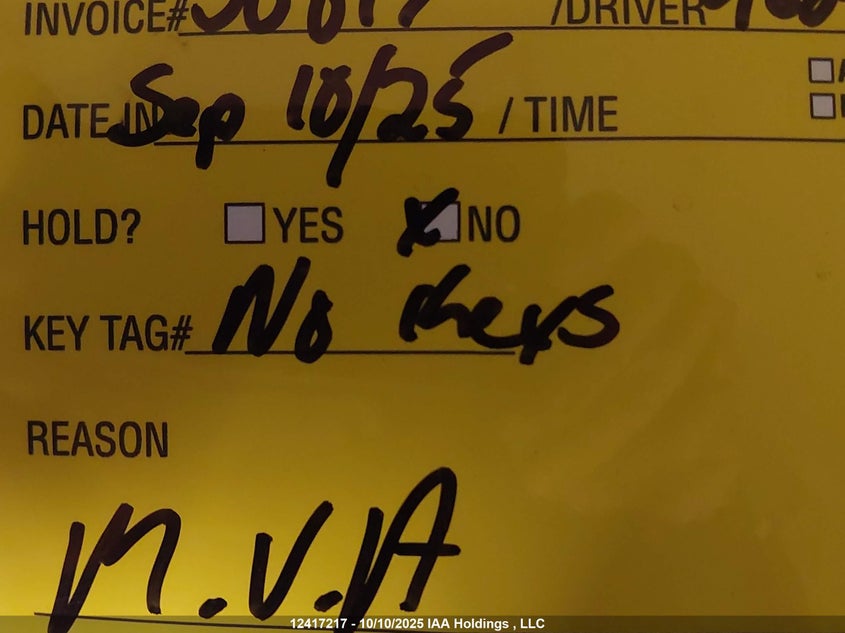 INVOICE# /DRIVER
DATE IN Sep 10/25 / TIME
HOLD? YES X NO
KEY TAG# No Keys
REASON
M.V.A
12417217 - 10/10/2025 IAA Holdings , LLC